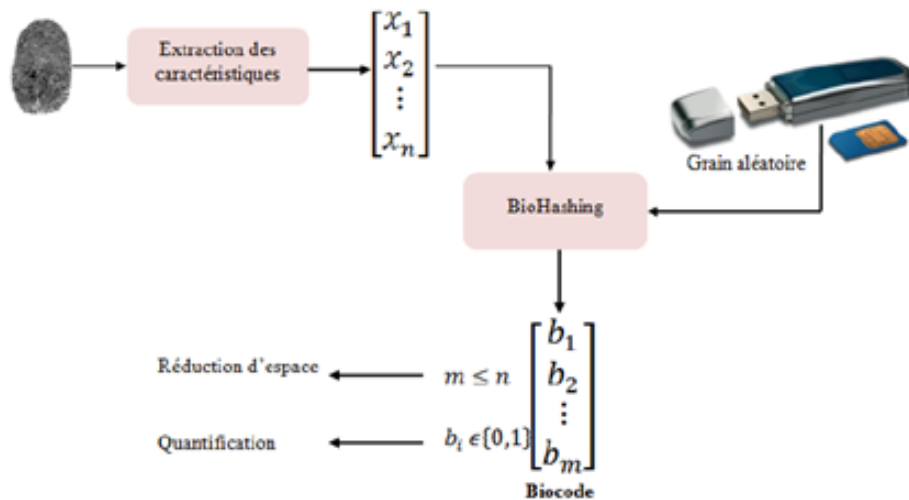 Extraction des
caractéristiques
x₁
x₂
⋮
xₙ
Grain aléatoire
BioHashing
Réduction d'espace
m ≤ n
Quantification
bᵢ ϵ{0,1}
b₁
b₂
⋮
bₘ
Biocode